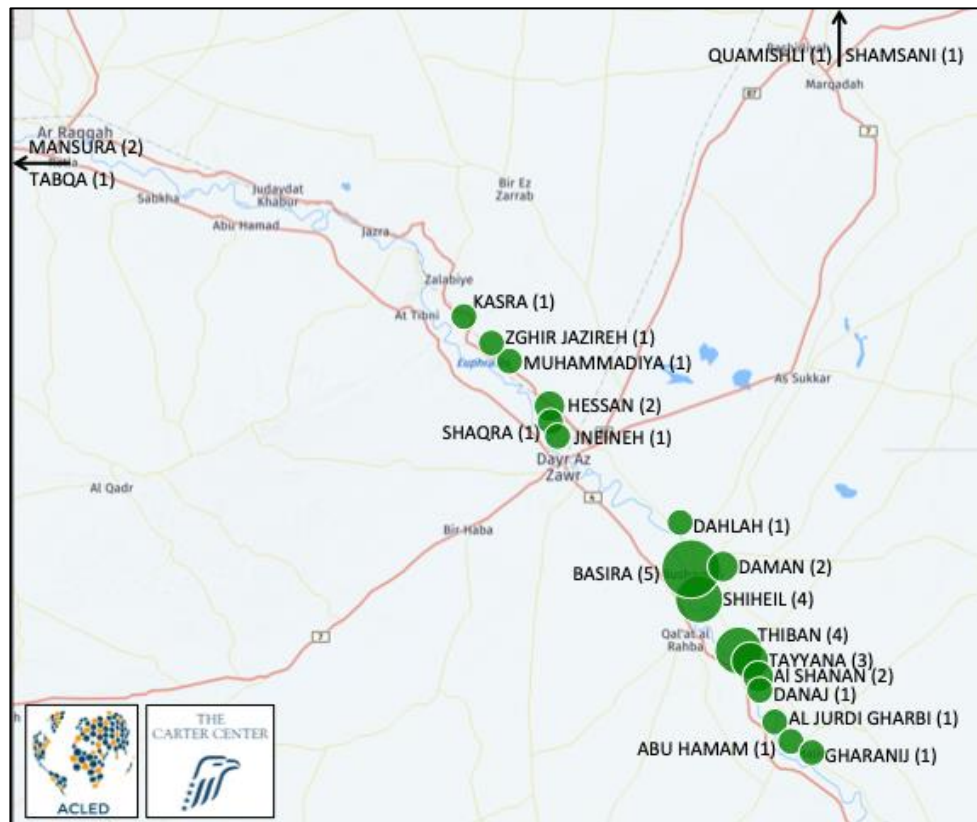 QUAMISHLI (1)
SHAMSANI (1)
Marqadah
67
7
Ar Raqqah
MANSURA (2)
TABQA (1)
Sabkha
Judaydat
Khabur
Abu Hamad
Bir Ez
Zarrab
Jazra
Zalabiye
At Tibni
KASRA (1)
ZGHIR JAZIREH (1)
MUHAMMADIYA (1)
As Sukkar
HESSAN (2)
SHAQRA (1)
JNEINEH (1)
Dayr Az
Zawr
4
Al Qadr
Bir-Haba
DAHLAH (1)
BASIRA (5)
DAMAN (2)
SHIHEIL (4)
Qal'at al
Rahba
THIBAN (4)
TAYYANA (3)
Al SHANAN (2)
DANAJ (1)
7
AL JURDI GHARBI (1)
ABU HAMAM (1)
GHARANIJ (1)
ACLED
THE
CARTER CENTER